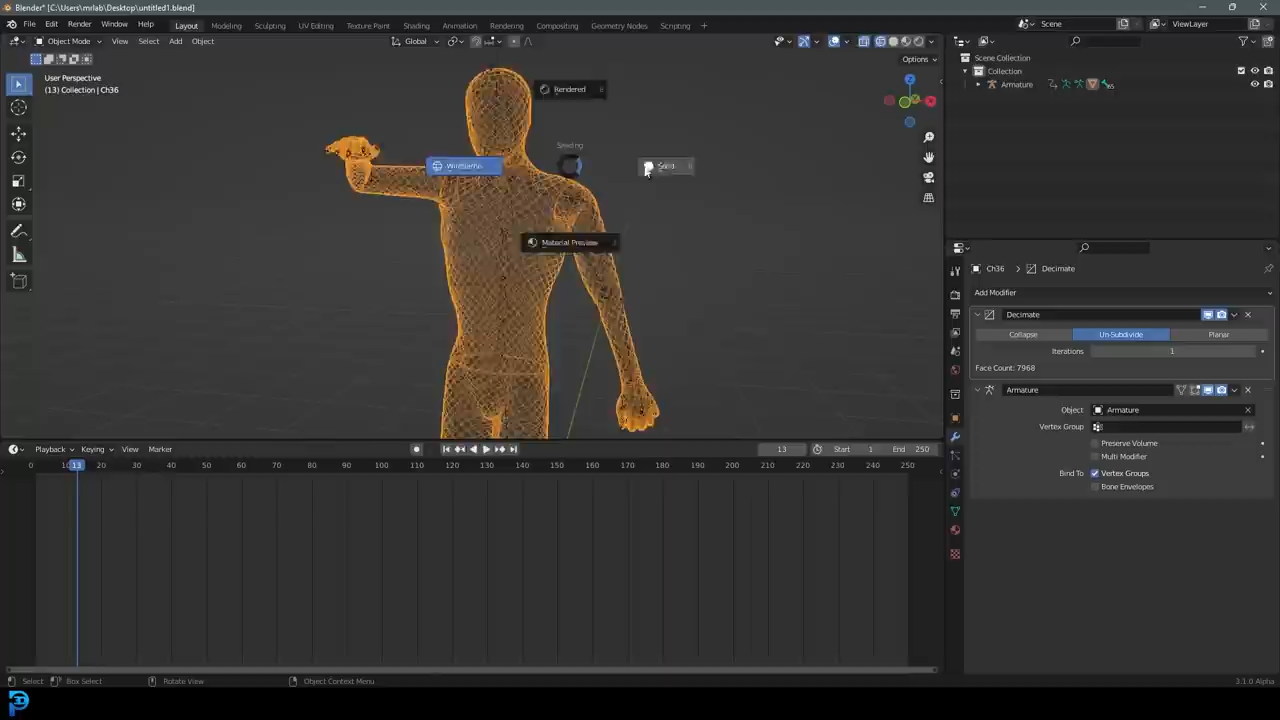 Blender* [C:\Users\mrlab\Desktop\untitled1.blend]
File Edit Render Window Help Layout Modeling Sculpting UV Editing Texture Paint Shading Animation Rendering Compositing Geometry Nodes Scripting + Scene ViewLayer
Object Mode View Select Add Object Global
Options
User Perspective
(13) Collection | Ch36
Rendered
Shading
Wireframe
Solid
Material Preview
Z
Scene Collection
Collection
Armature
Ch36 > Decimate
Add Modifier
Decimate
Collapse Un-Subdivide Planar
Iterations 1
Face Count: 7968
Armature
Object Armature
Vertex Group
Preserve Volume
Multi Modifier
Bind To Vertex Groups
Bone Envelopes
Playback Keying View Marker 13 Start 1 End 250
0 13 20 30 40 50 60 70 80 90 100 110 120 130 140 150 160 170 180 190 200 210 220 230 240 250
Select Box Select Rotate View Object Context Menu 3.1.0 Alpha